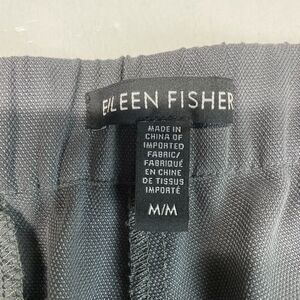 EILEEN FISHER
MADE IN
CHINA OF
IMPORTED
FABRIC/
FABRIQUÉ
EN CHINE
DE TISSUS
IMPORTÉ
M/M